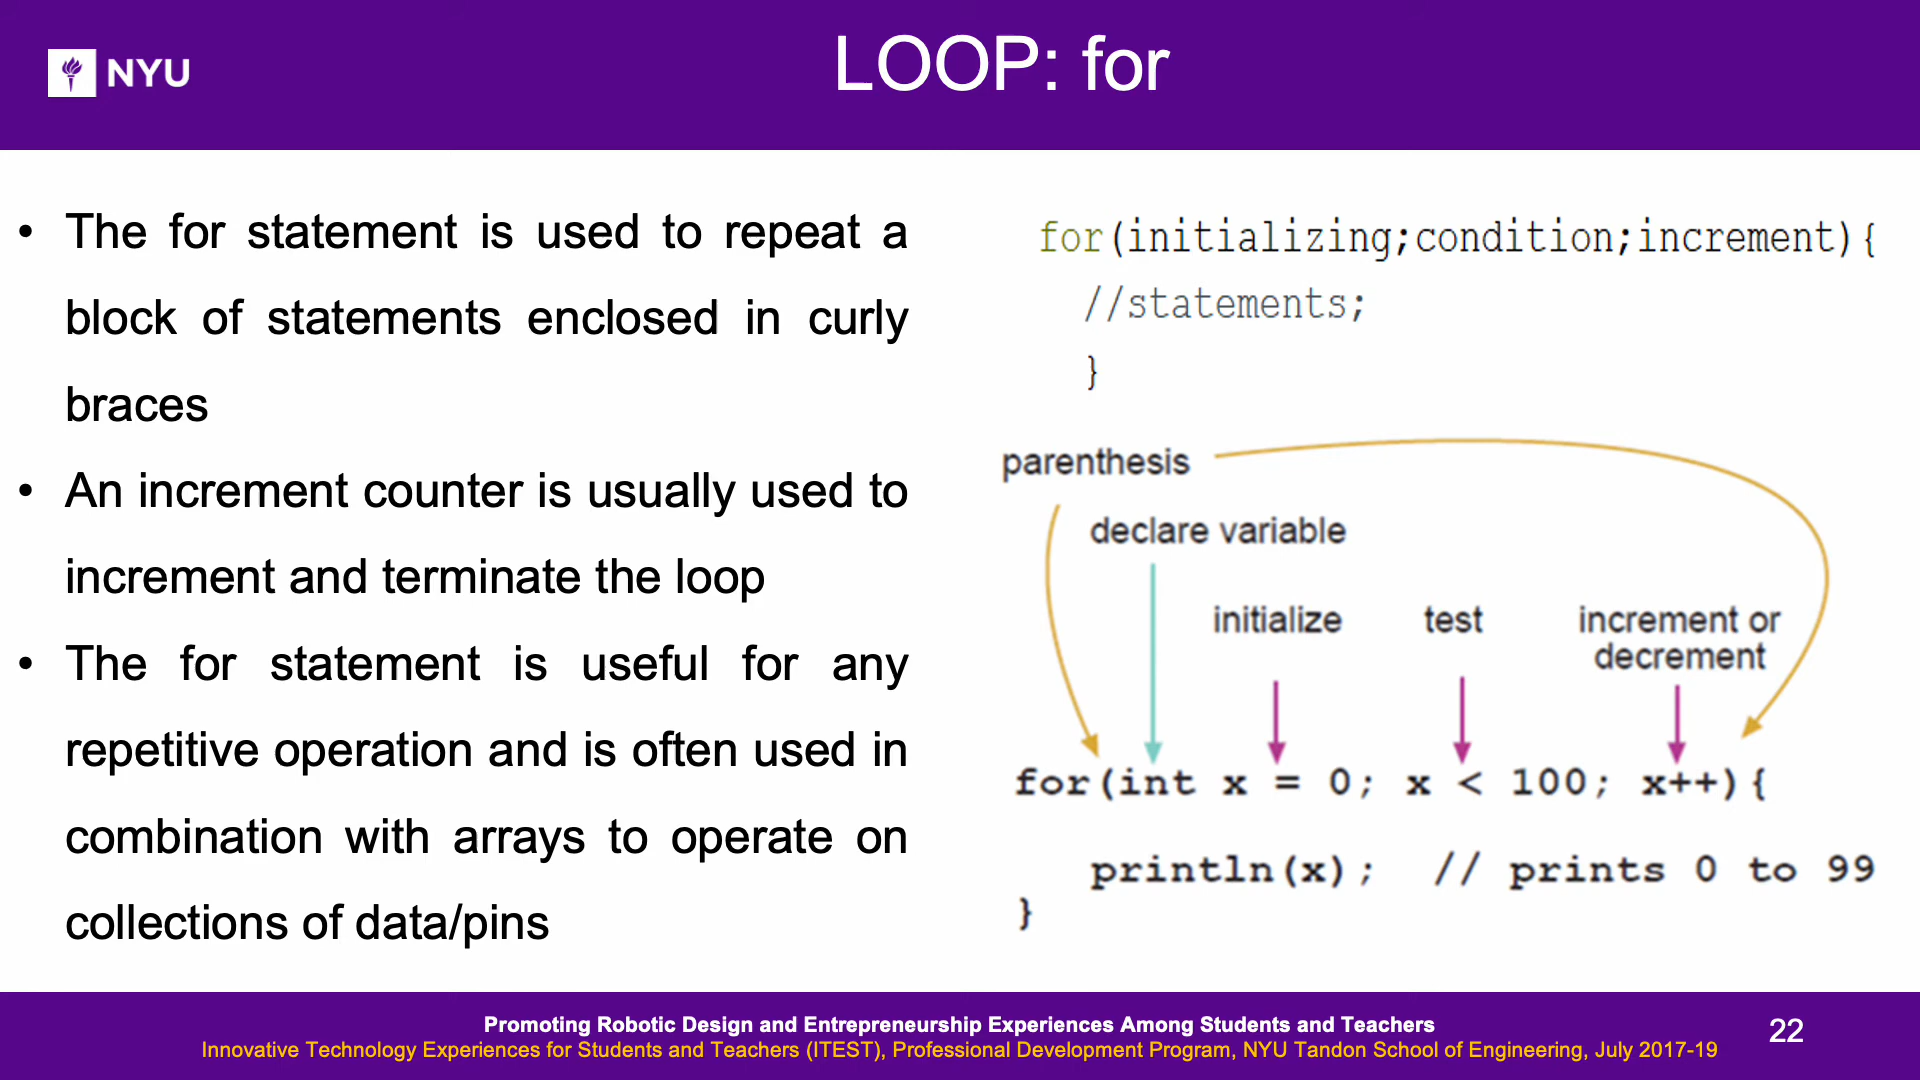 NYU
LOOP: for
• The for statement is used to repeat a
block of statements enclosed in curly
braces
• An increment counter is usually used to
increment and terminate the loop
• The for statement is useful for any
repetitive operation and is often used in
combination with arrays to operate on
collections of data/pins
for(initializing;condition;increment){
//statements;
}
parenthesis
declare variable
initialize
test
increment or
decrement
for(int x = 0; x < 100; x++){
println(x); // prints 0 to 99
}
Promoting Robotic Design and Entrepreneurship Experiences Among Students and Teachers
Innovative Technology Experiences for Students and Teachers (ITEST), Professional Development Program, NYU Tandon School of Engineering, July 2017-19
22